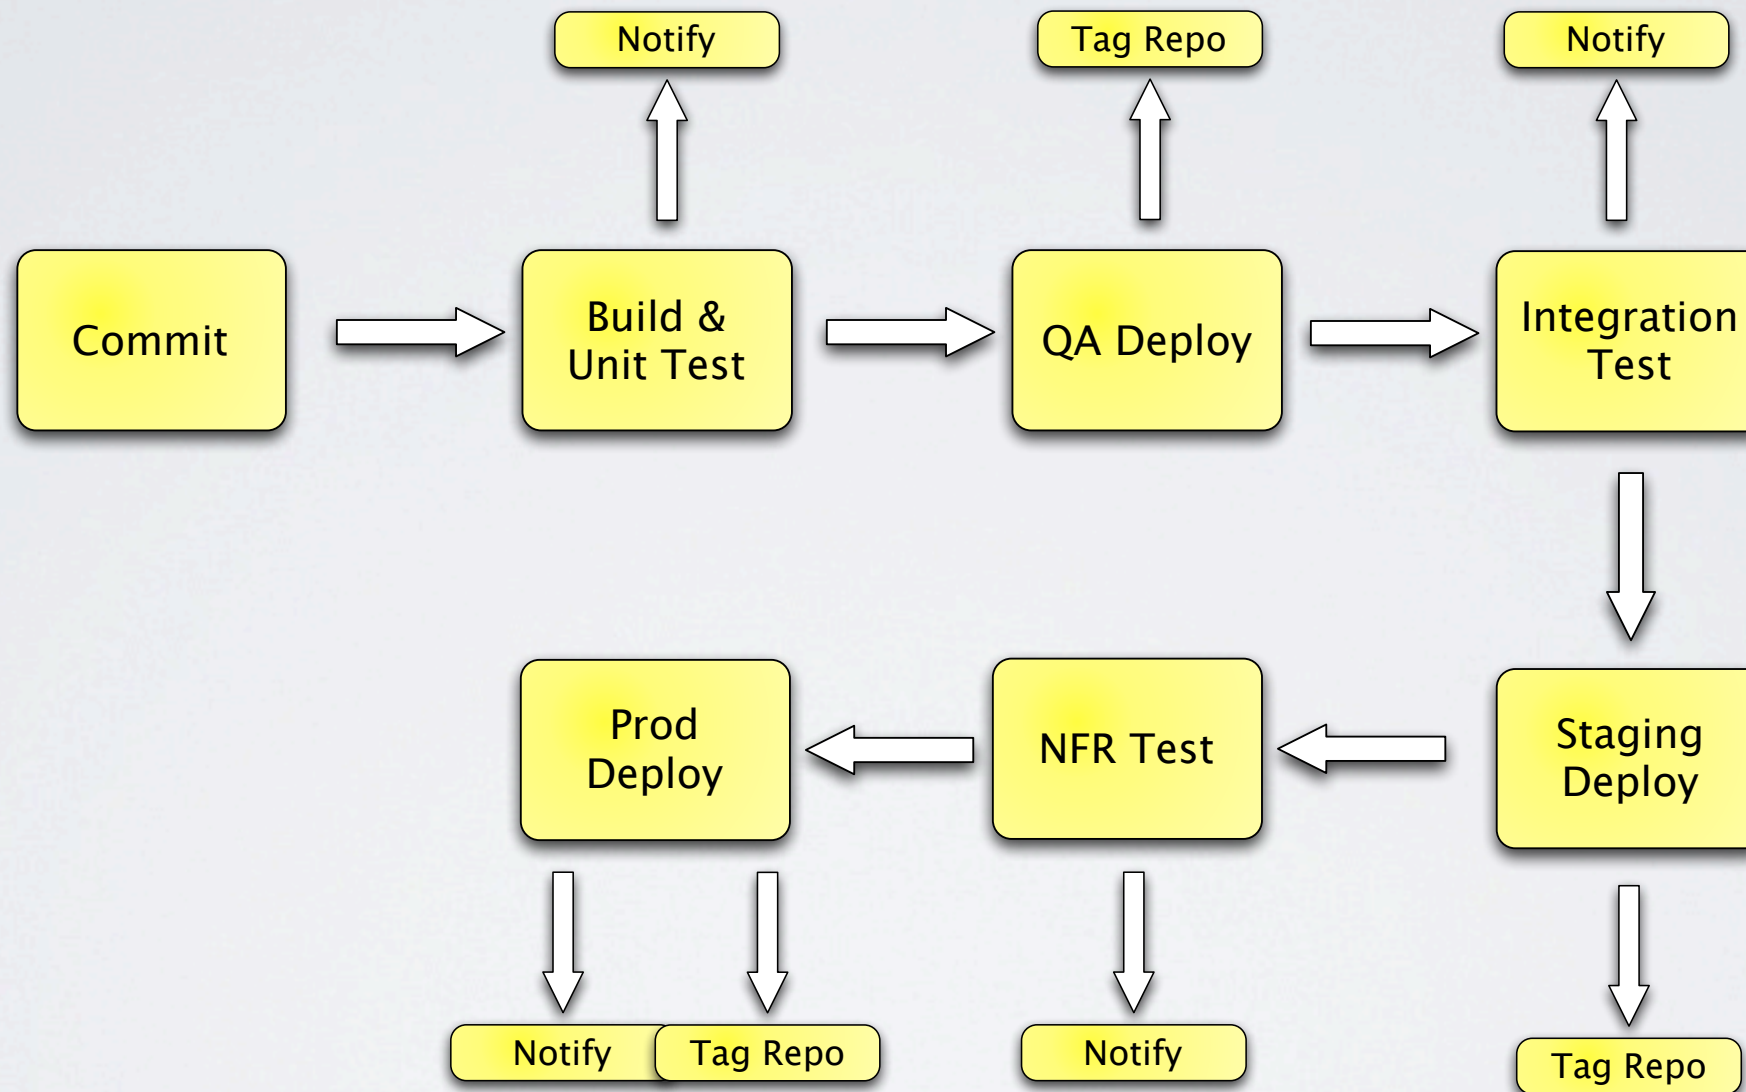 Notify
Tag Repo
Notify
Commit
Build &
Unit Test
QA Deploy
Integration
Test
Prod
Deploy
NFR Test
Staging
Deploy
Notify
Tag Repo
Notify
Tag Repo